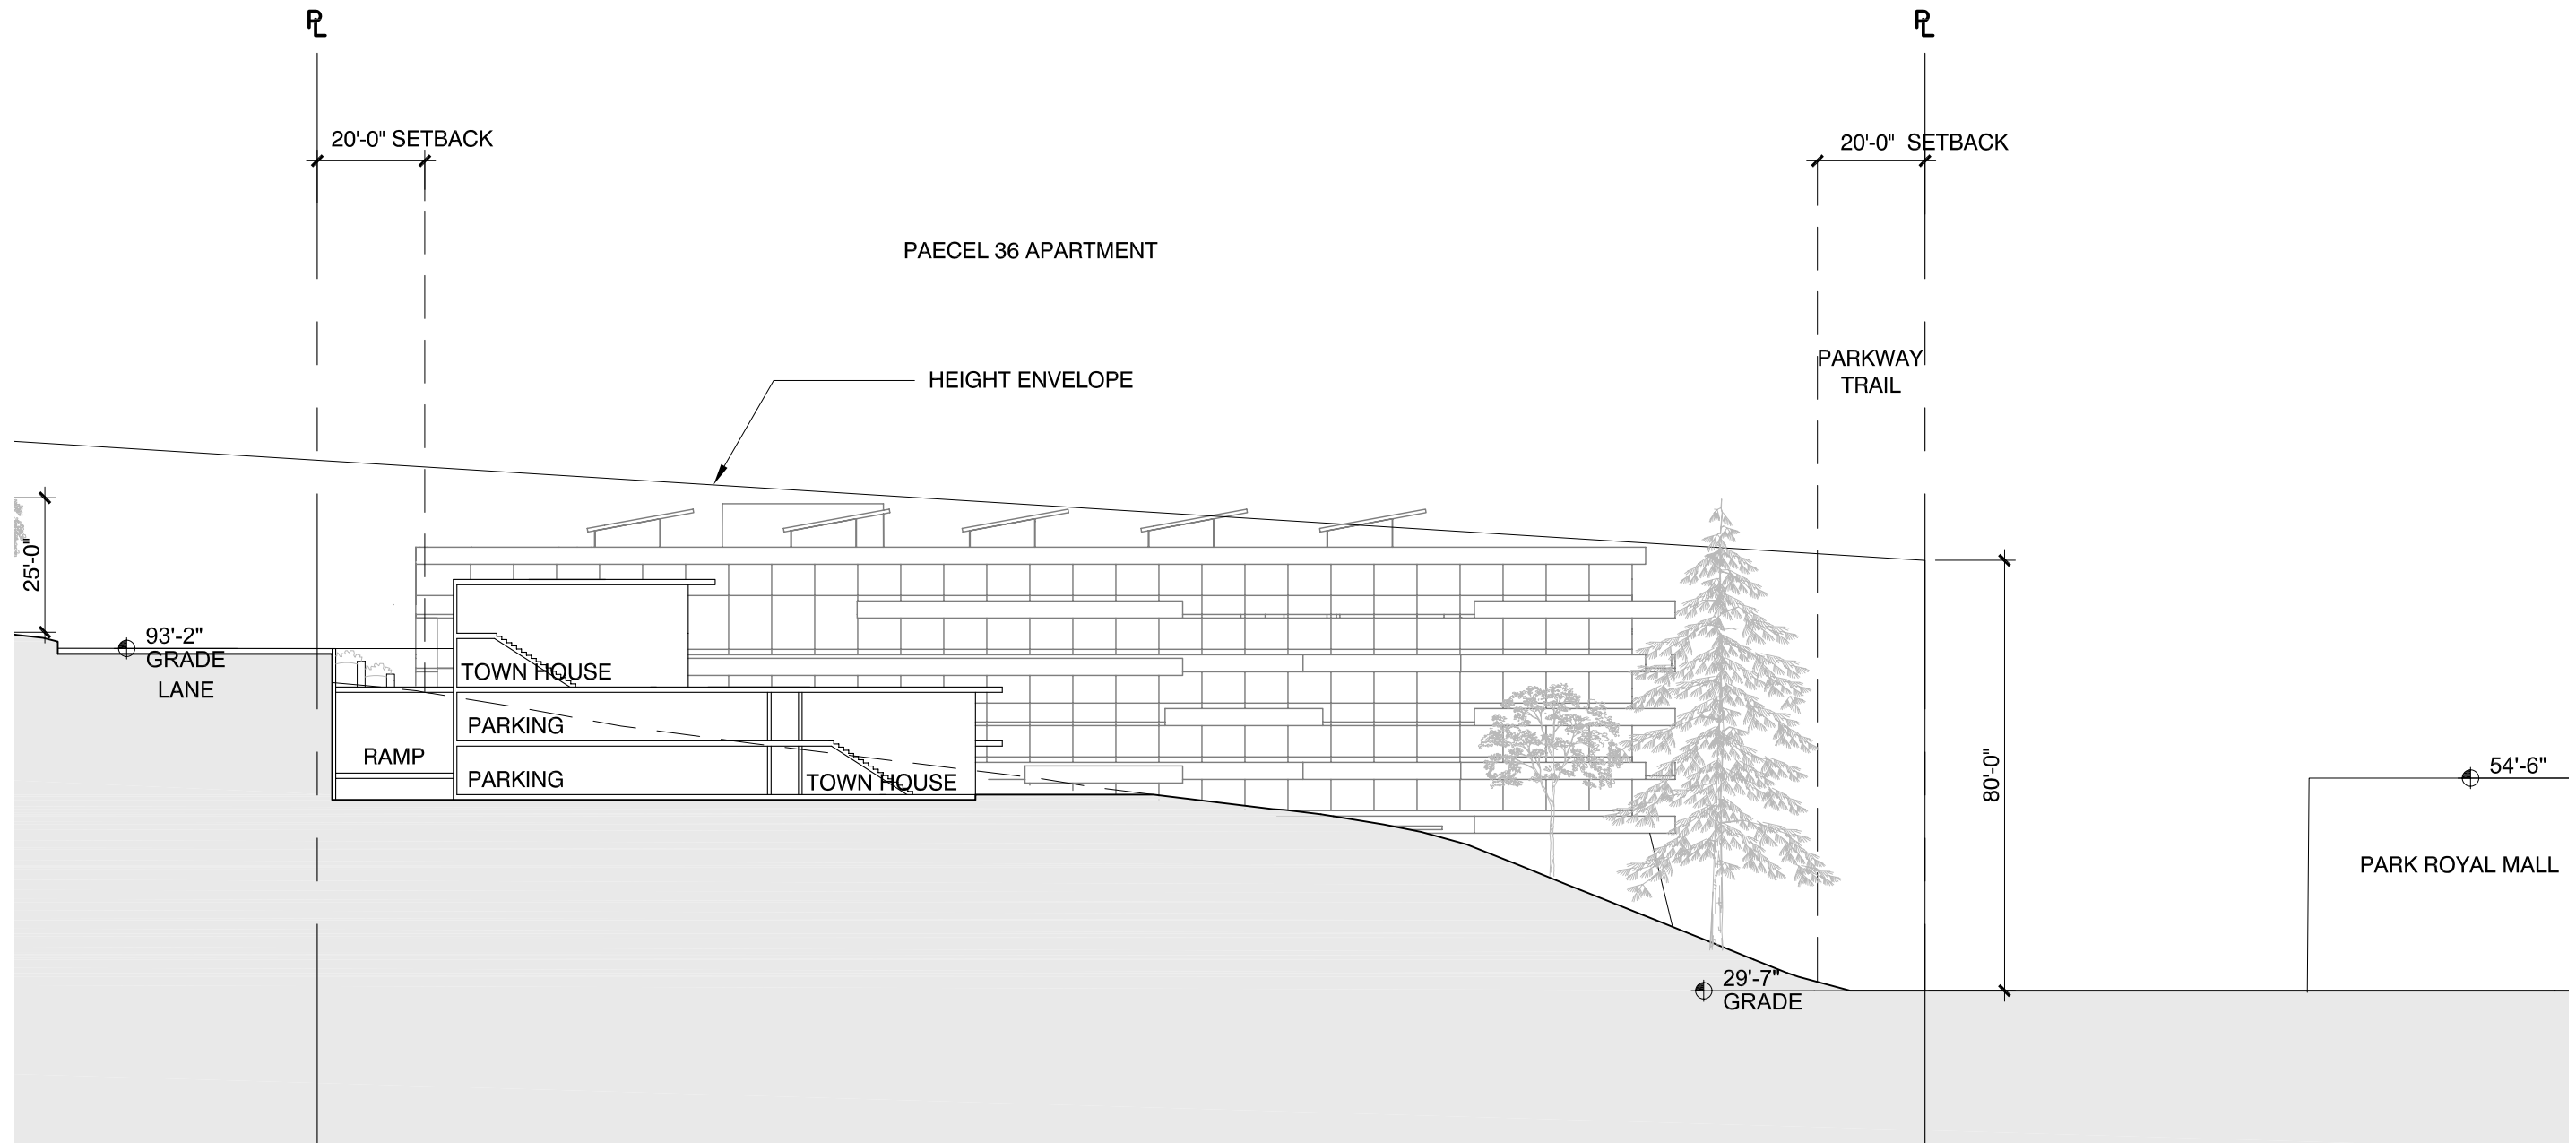 PL
PL
20'-0" SETBACK
20'-0"  SETBACK
PAECEL 36 APARTMENT
PARKWAY
TRAIL
HEIGHT ENVELOPE
25'-0"
93'-2"
GRADE
LANE
TOWN HOUSE
PARKING
RAMP
PARKING
TOWN HOUSE
80'-0"
54'-6"
PARK ROYAL MALL
29'-7"
GRADE